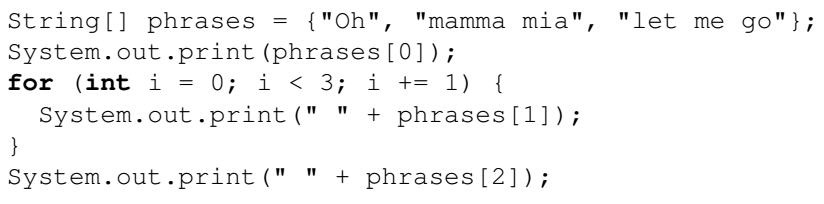 String[] phrases = {"Oh", "mamma mia", "let me go"};
System.out.print(phrases[0]);
for (int i = 0; i < 3; i += 1) {
  System.out.print(" " + phrases[1]);
}
System.out.print(" " + phrases[2]);